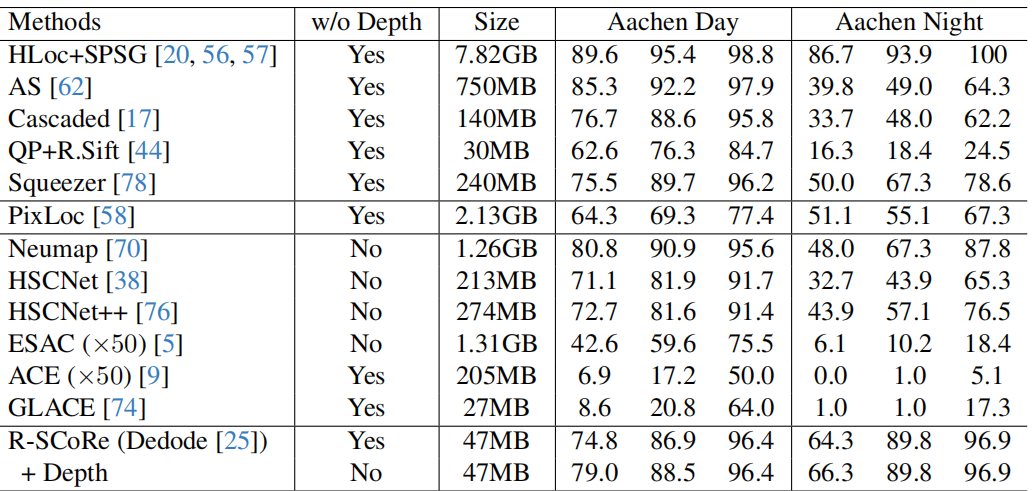 Methods w/o Depth Size Aachen Day Aachen Night
HLoc+SPSG [20, 56, 57] Yes 7.82GB 89.6 95.4 98.8 86.7 93.9 100
AS [62] Yes 750MB 85.3 92.2 97.9 39.8 49.0 64.3
Cascaded [17] Yes 140MB 76.7 88.6 95.8 33.7 48.0 62.2
QP+R.Sift [44] Yes 30MB 62.6 76.3 84.7 16.3 18.4 24.5
Squeezer [78] Yes 240MB 75.5 89.7 96.2 50.0 67.3 78.6
PixLoc [58] Yes 2.13GB 64.3 69.3 77.4 51.1 55.1 67.3
Neumap [70] No 1.26GB 80.8 90.9 95.6 48.0 67.3 87.8
HSCNet [38] No 213MB 71.1 81.9 91.7 32.7 43.9 65.3
HSCNet++ [76] No 274MB 72.7 81.6 91.4 43.9 57.1 76.5
ESAC (×50) [5] No 1.31GB 42.6 59.6 75.5 6.1 10.2 18.4
ACE (×50) [9] Yes 205MB 6.9 17.2 50.0 0.0 1.0 5.1
GLACE [74] Yes 27MB 8.6 20.8 64.0 1.0 1.0 17.3
R-SCoRe (Dedode [25]) Yes 47MB 74.8 86.9 96.4 64.3 89.8 96.9
+ Depth No 47MB 79.0 88.5 96.4 66.3 89.8 96.9